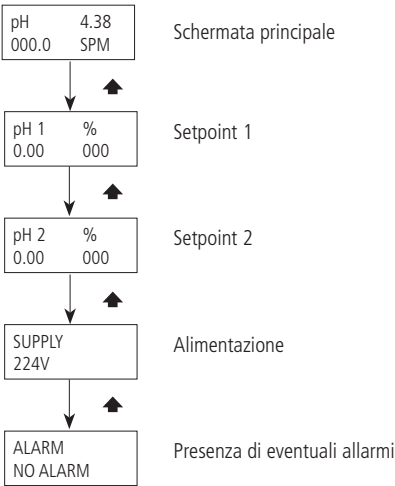 pH 4.38
000.0 SPM
Schermata principale
pH 1 %
0.00 000
Setpoint 1
pH 2 %
0.00 000
Setpoint 2
SUPPLY
224V
Alimentazione
ALARM
NO ALARM
Presenza di eventuali allarmi